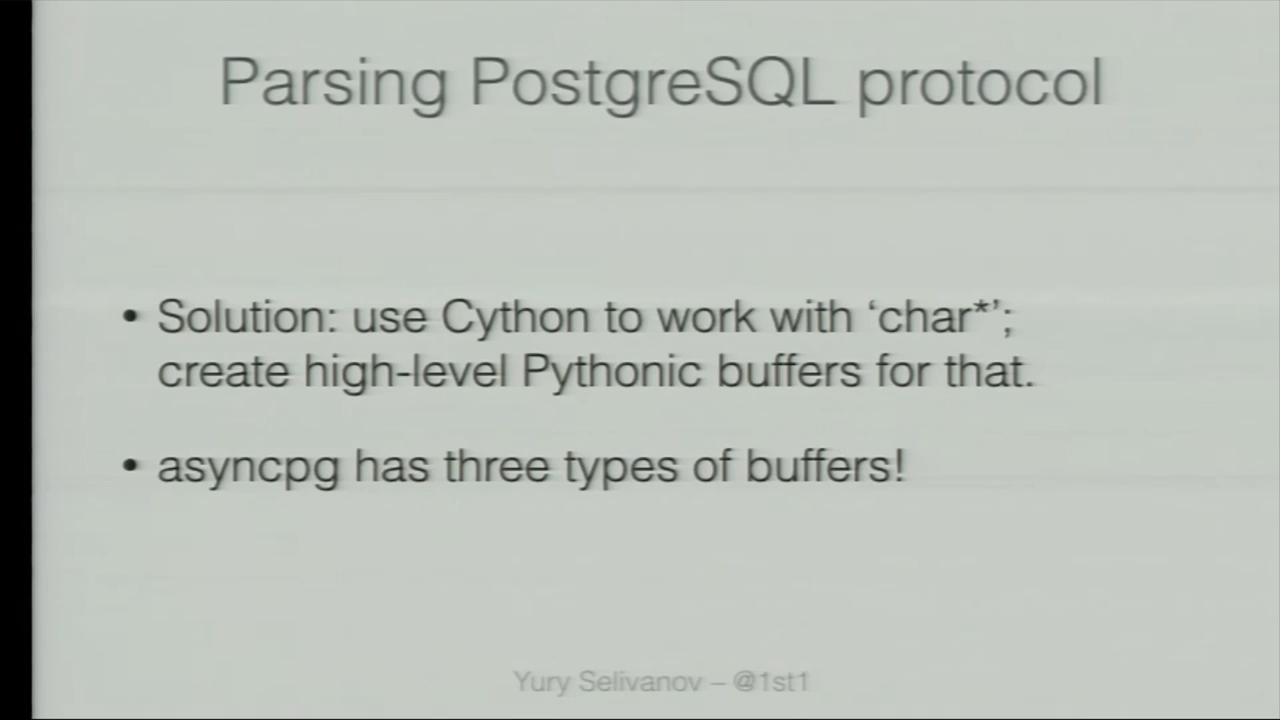 Parsing PostgreSQL protocol
• Solution: use Cython to work with ‘char*’;
create high-level Pythonic buffers for that.
• asyncpg has three types of buffers!
Yury Selivanov – @1st1